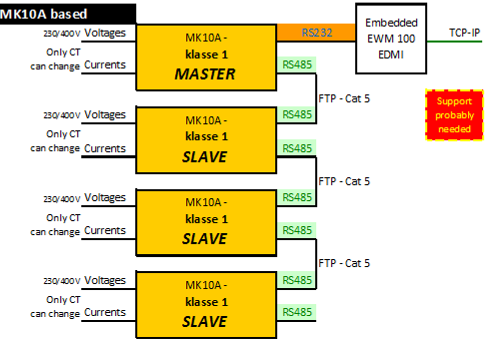 MK10A based
230/400V Voltages
Only CT
can change Currents
MK10A -
klasse 1
MASTER
RS232
RS485
Embedded
EWM 100
EDMI
TCP-IP
FTP - Cat 5
Support
probably
needed
230/400V Voltages
Only CT
can change Currents
MK10A -
klasse 1
SLAVE
RS485
RS485
FTP - Cat 5
230/400V Voltages
Only CT
can change Currents
MK10A -
klasse 1
SLAVE
RS485
RS485
FTP - Cat 5
230/400V Voltages
Only CT
can change Currents
MK10A -
klasse 1
SLAVE
RS485
RS485